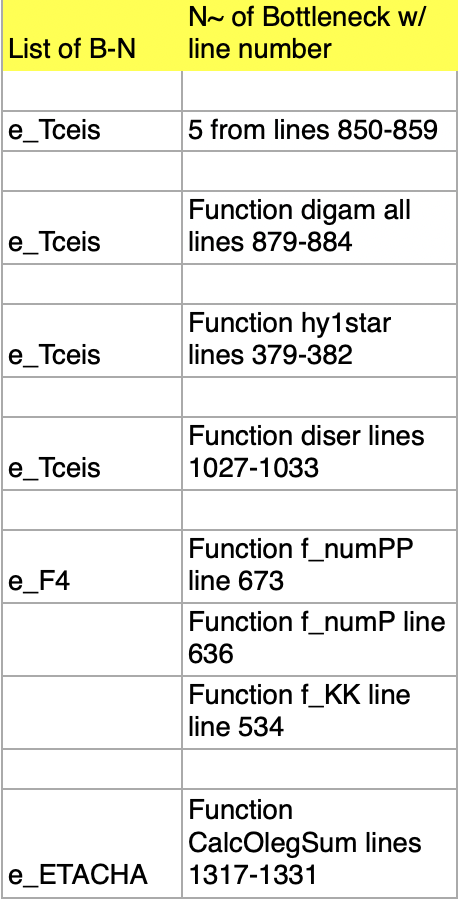 List of B-N
N~ of Bottleneck w/
line number
e_Tceis
5 from lines 850-859
e_Tceis
Function digam all
lines 879-884
e_Tceis
Function hy1star
lines 379-382
e_Tceis
Function diser lines
1027-1033
e_F4
Function f_numPP
line 673
Function f_numP line
636
Function f_KK line
line 534
e_ETACHA
Function
CalcOlegSum lines
1317-1331